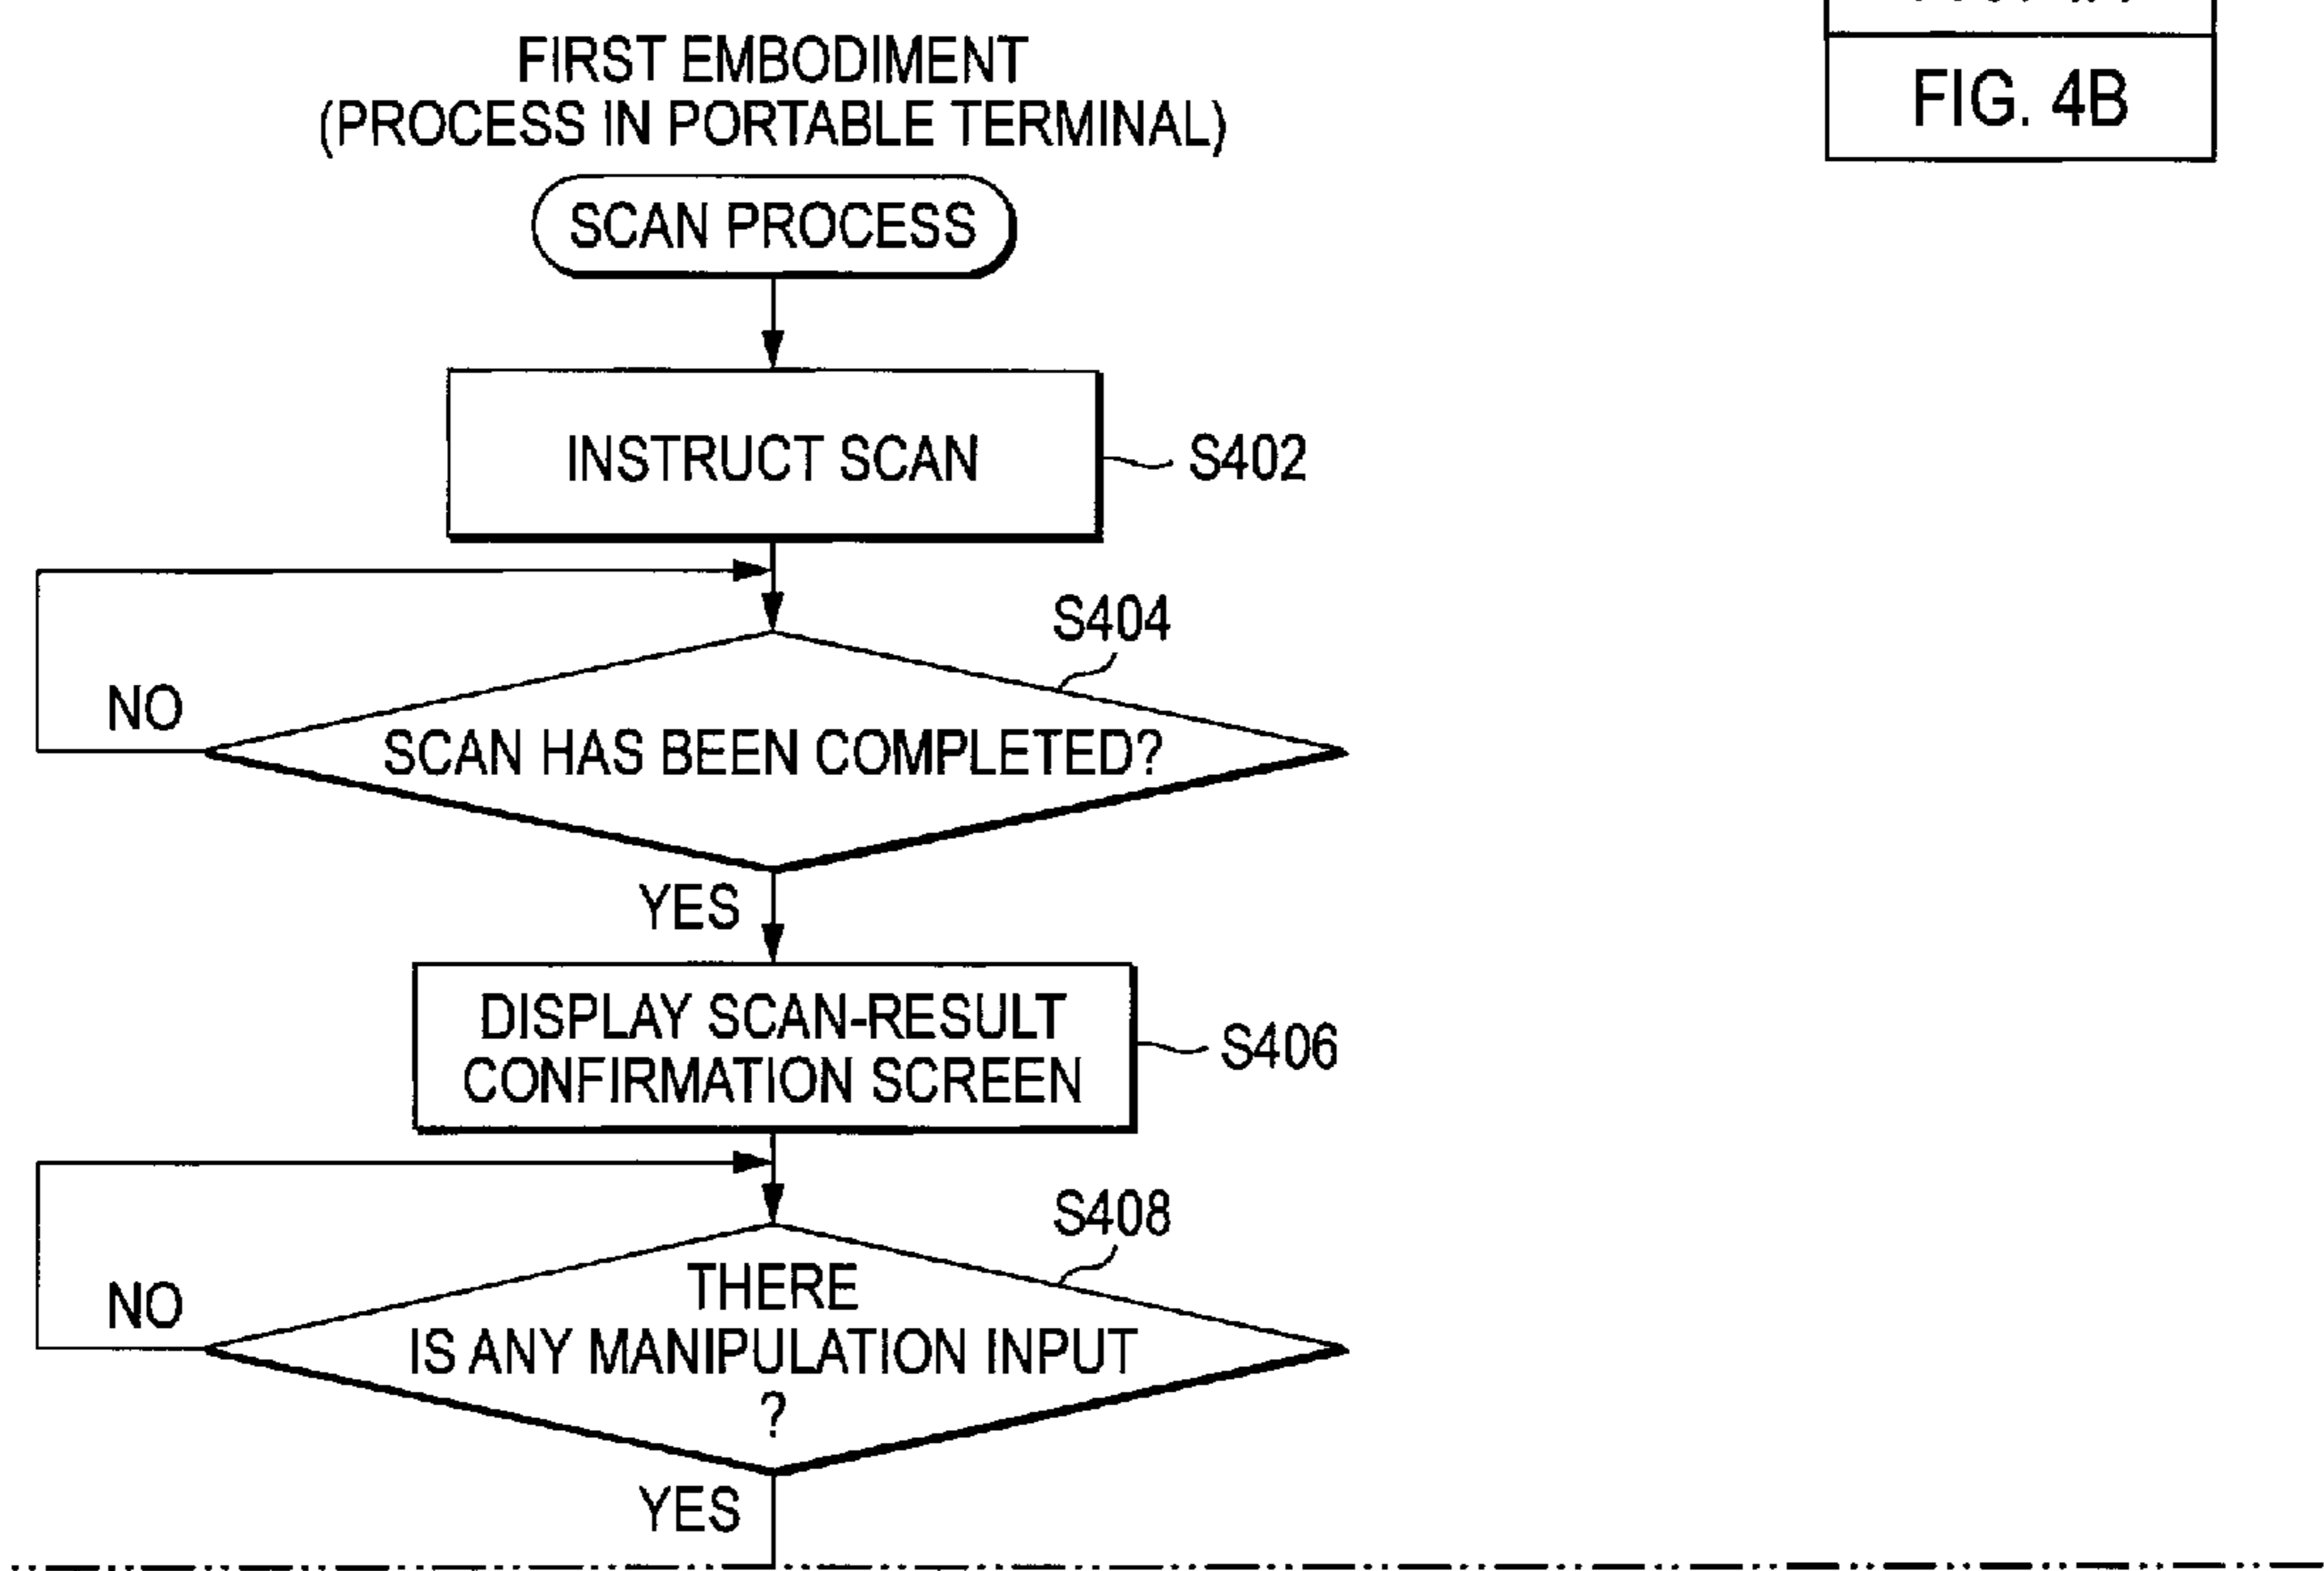 FIRST EMBODIMENT
(PROCESS IN PORTABLE TERMINAL)
FIG. 4B
SCAN PROCESS
INSTRUCT SCAN
S402
S404
NO
SCAN HAS BEEN COMPLETED?
YES
DISPLAY SCAN-RESULT
CONFIRMATION SCREEN
S406
S408
NO
THERE
IS ANY MANIPULATION INPUT
?
YES